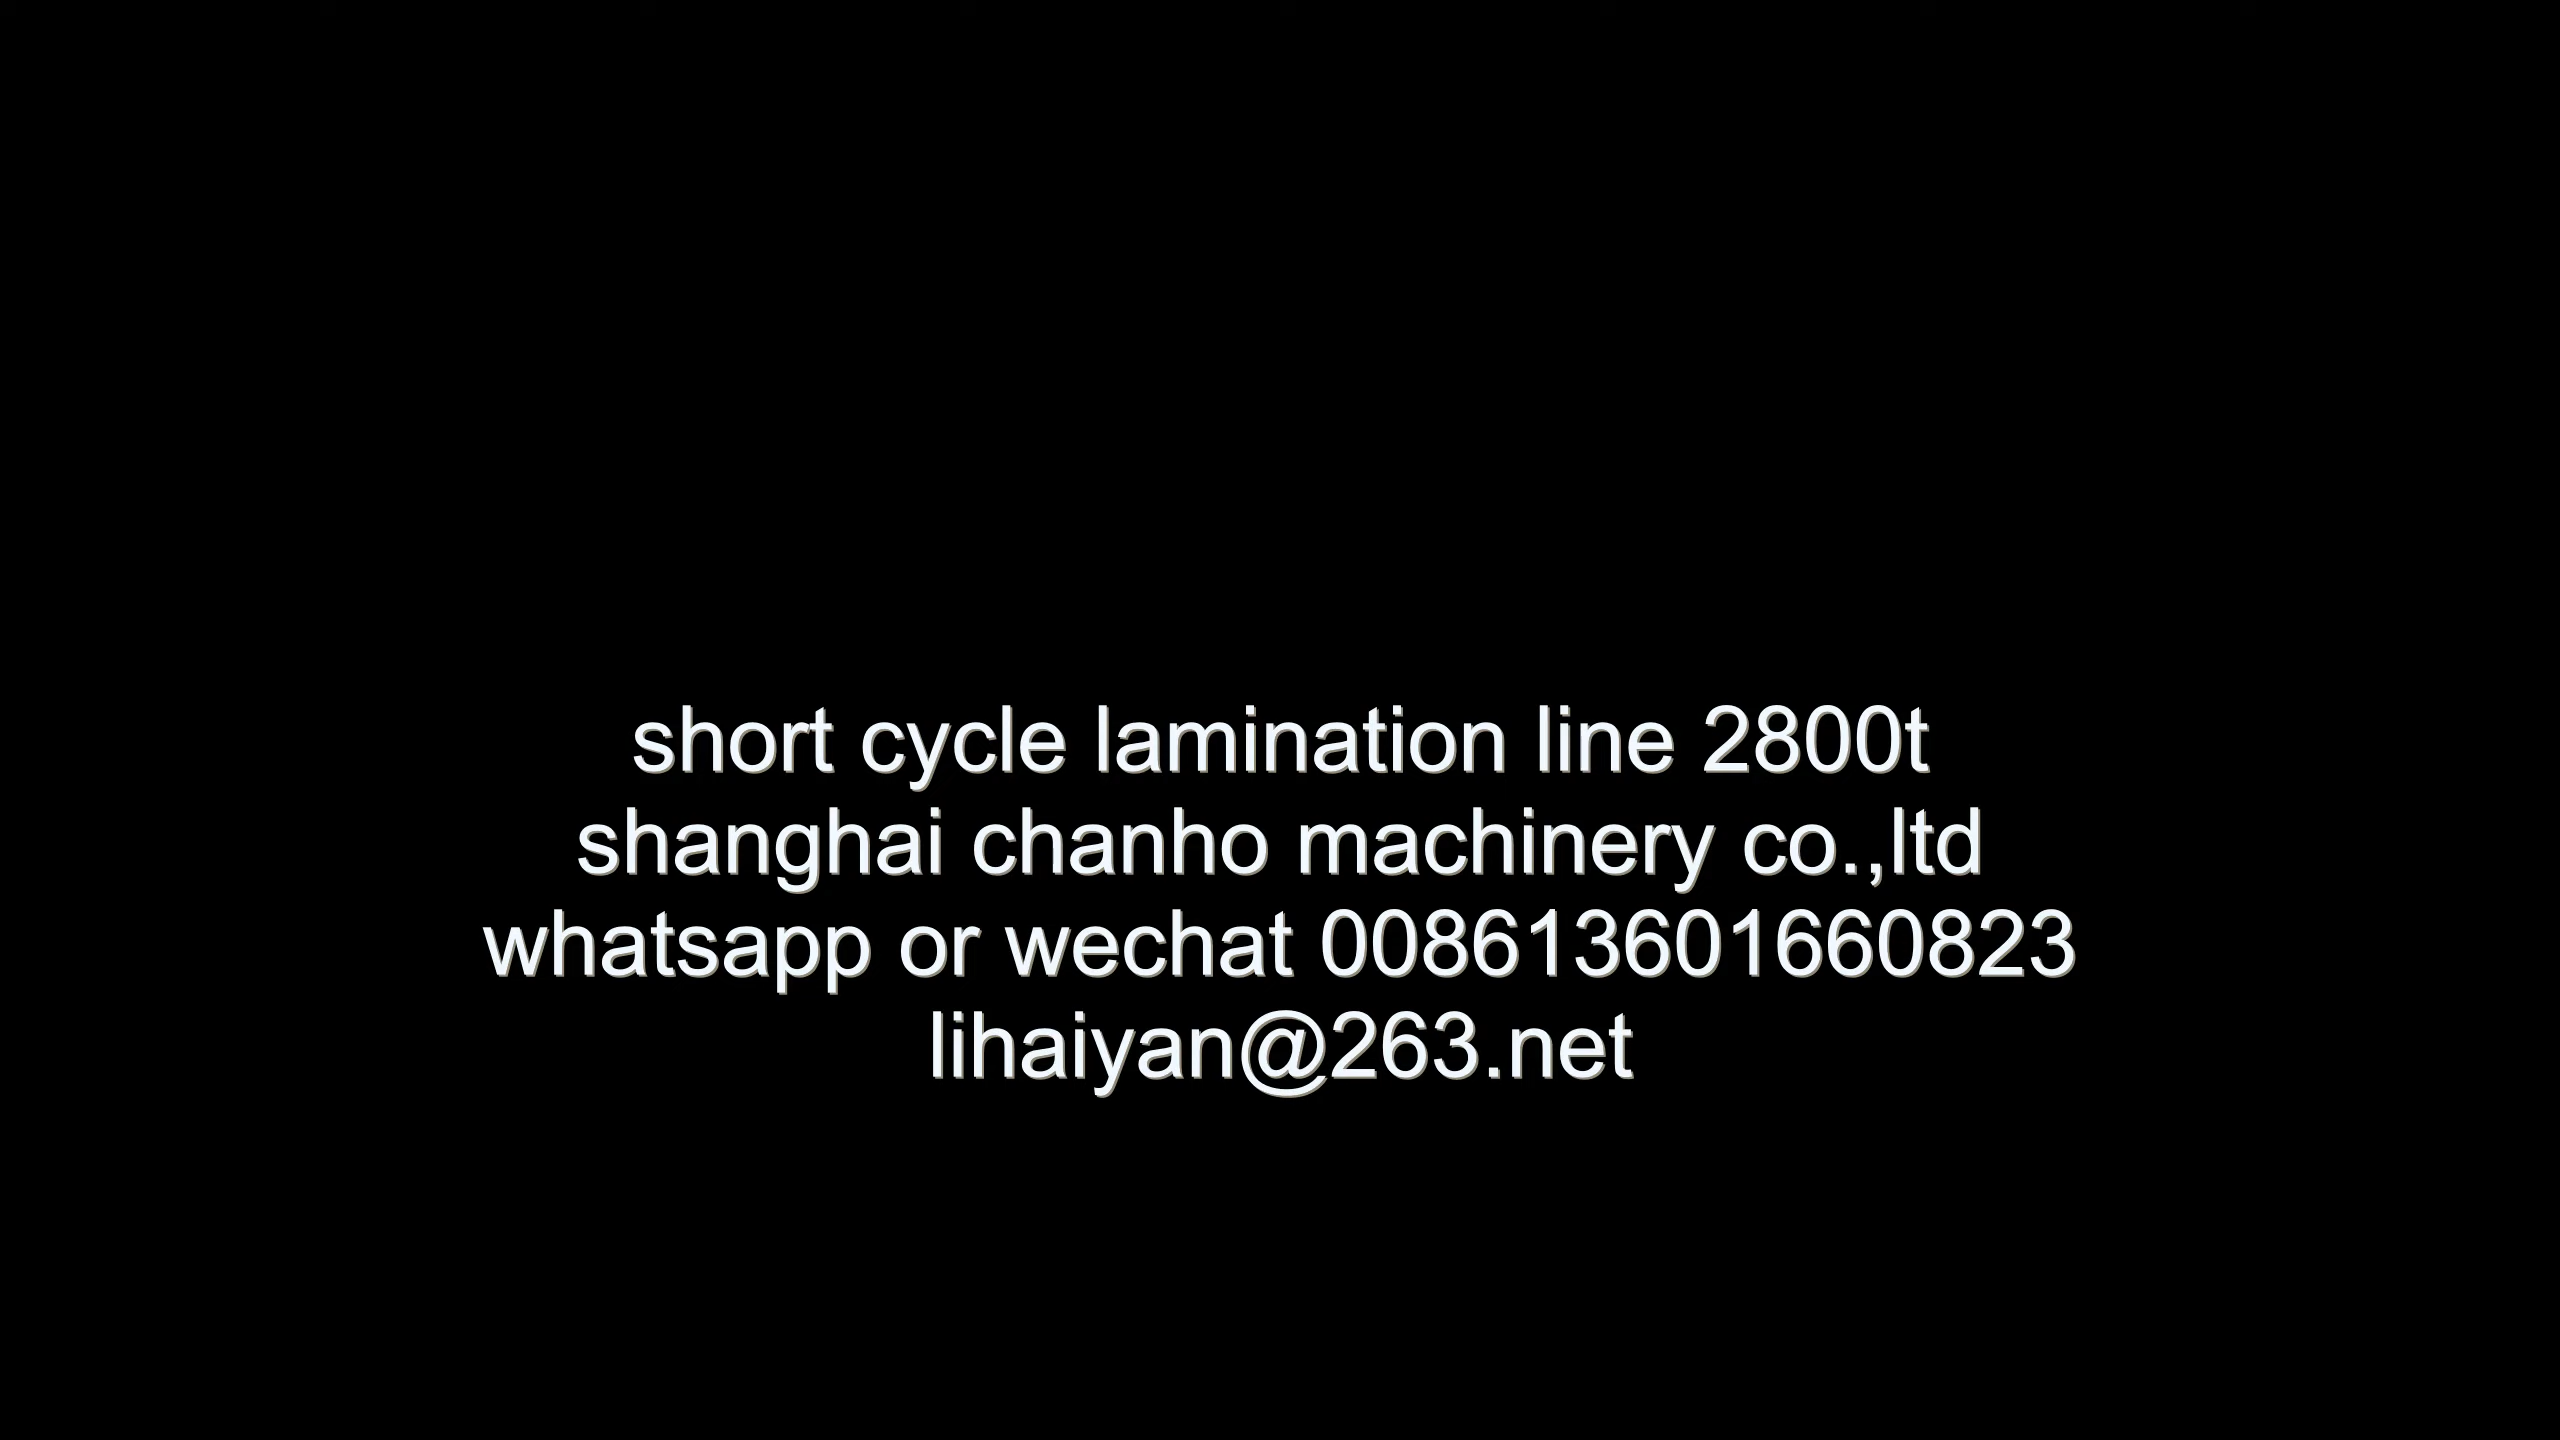 short cycle lamination line 2800t
shanghai chanho machinery co.,ltd
whatsapp or wechat 008613601660823
lihaiyan@263.net